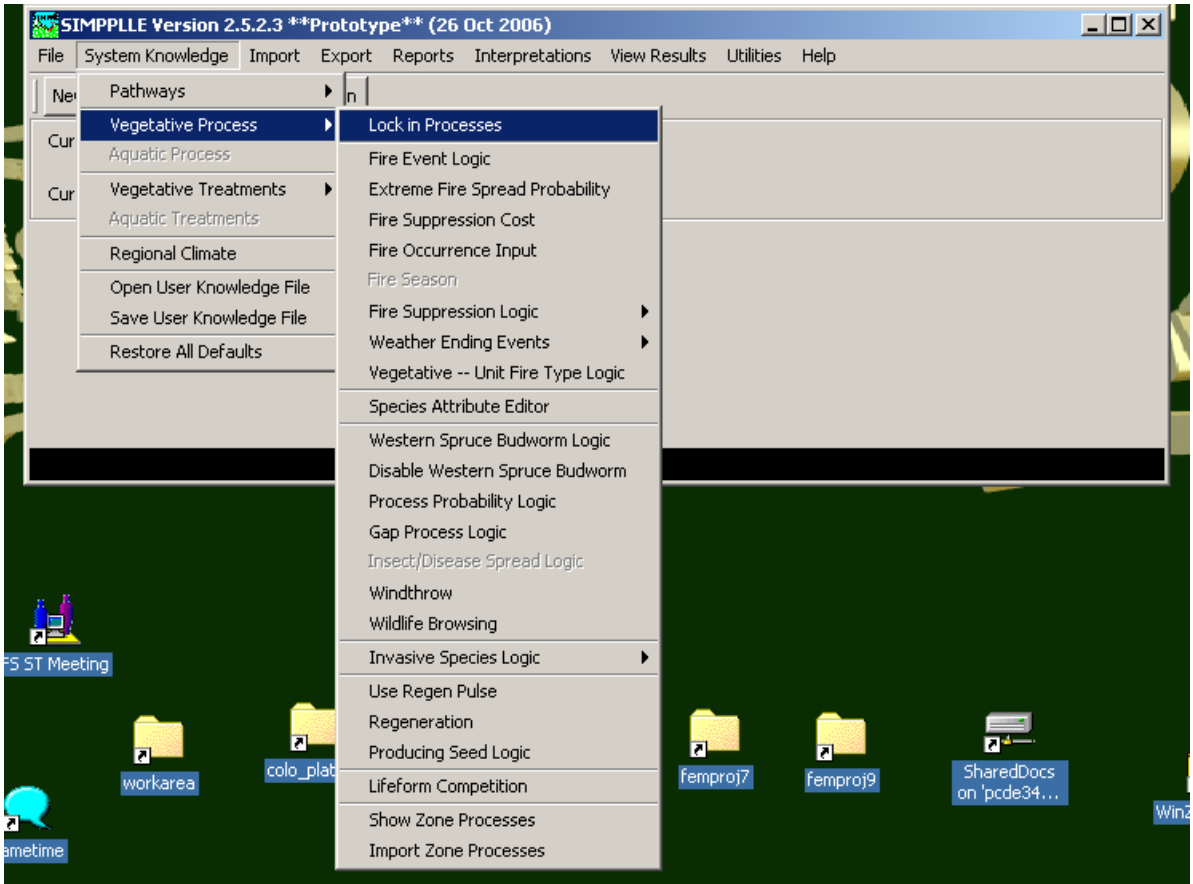 SIMPPLLE Version 2.5.2.3 **Prototype** (26 Oct 2006)
File System Knowledge Import Export Reports Interpretations View Results Utilities Help
Pathways
Vegetative Process
Aquatic Process
Vegetative Treatments
Aquatic Treatments
Regional Climate
Open User Knowledge File
Save User Knowledge File
Restore All Defaults
Lock in Processes
Fire Event Logic
Extreme Fire Spread Probability
Fire Suppression Cost
Fire Occurrence Input
Fire Season
Fire Suppression Logic
Weather Ending Events
Vegetative -- Unit Fire Type Logic
Species Attribute Editor
Western Spruce Budworm Logic
Disable Western Spruce Budworm
Process Probability Logic
Gap Process Logic
Insect/Disease Spread Logic
Windthrow
Wildlife Browsing
Invasive Species Logic
Use Regen Pulse
Regeneration
Producing Seed Logic
Lifeform Competition
Show Zone Processes
Import Zone Processes
FS ST Meeting
workarea
colo_plat
femproj7
femproj9
SharedDocs
on 'pcde34...
WinZ
ametime